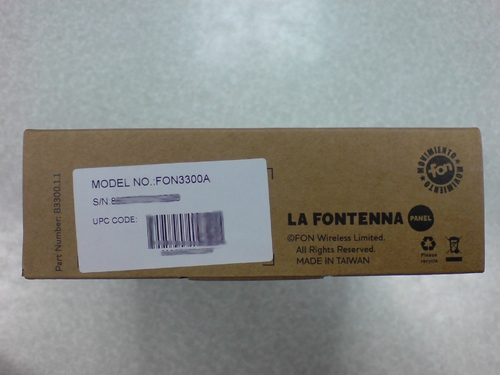 Part Number: B3300.1.1
MODEL NO.:FON3300A
S/N:
UPC CODE:
MOVIMIENTO
fon
MOVIMIENTO
LA FONTENNA PANEL
©FON Wireless Limited.
All Rights Reserved.
MADE IN TAIWAN
Please
recycle